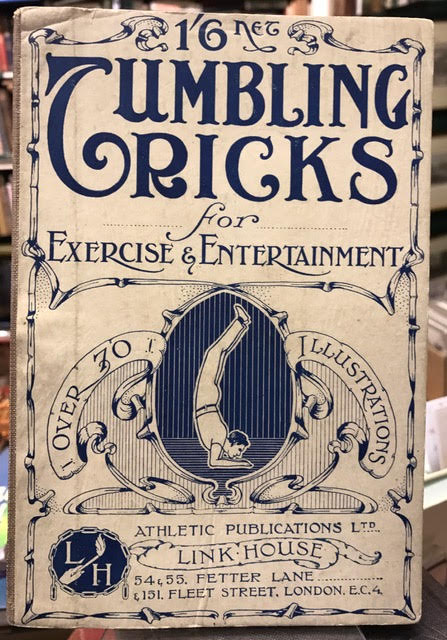 1'6 NET
TUMBLING
TRICKS
for
EXERCISE & ENTERTAINMENT
OVER 70 ILLUSTRATIONS
ATHLETIC PUBLICATIONS LTD.
LINK HOUSE
L/H
54 & 55. FETTER LANE
& 151. FLEET STREET, LONDON. E.C.4.